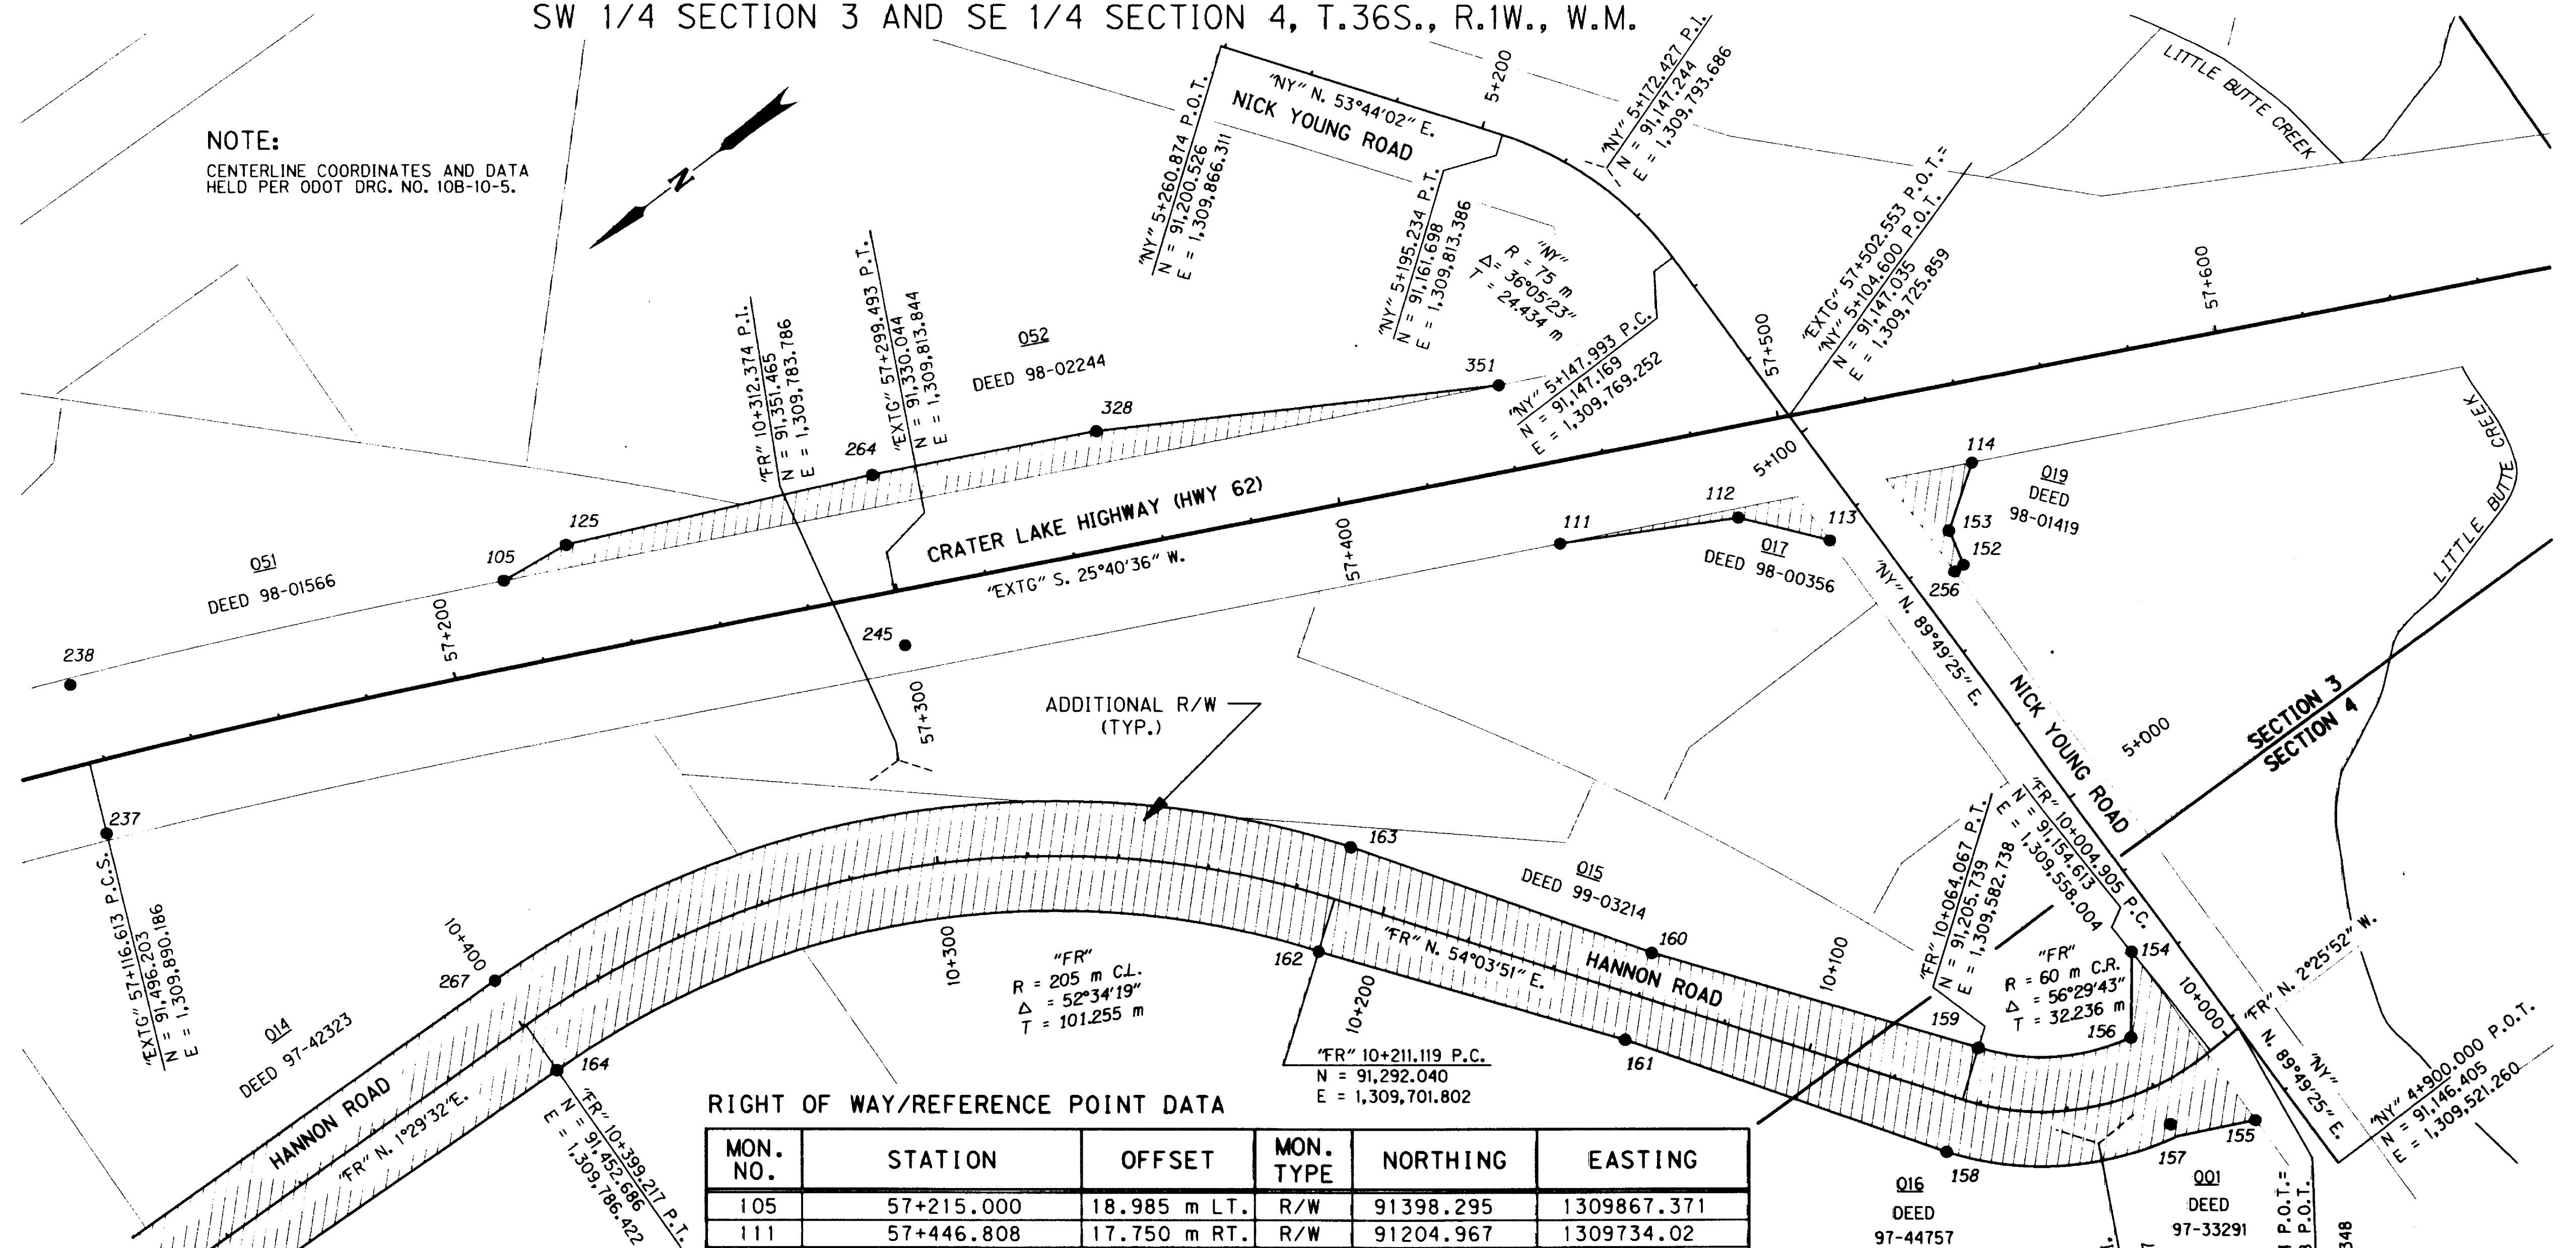 SW 1/4 SECTION 3 AND SE 1/4 SECTION 4, T.36S., R.1W., W.M.
NOTE:
CENTERLINE COORDINATES AND DATA
HELD PER ODOT DRG. NO. 10B-10-5.
N
"NY" N. 53°44'02" E.
NICK YOUNG ROAD
5+200
"NY" 5+260.874 P.O.T.
N = 91,200.526
E = 1,309,866.311
"NY" 5+195.234 P.T.
N = 91,161.698
E = 1,309,813.386
"NY" 5+172.427 P.I.
N = 91,147.244
E = 1,309,793.686
"NY"
R = 75 m
Δ = 36°05'23"
T = 24.434 m
"NY" 5+147.993 P.C.
N = 91,147.169
E = 1,309,769.252
"EXTG" 57+502.553 P.O.T.=
"NY" 5+104.600 P.O.T.
N = 91,147.035
E = 1,309,725.859
LITTLE BUTTE CREEK
57+600
57+500
"FR" 10+312.374 P.I.
N = 91,351.465
E = 1,309,783.786
"EXTG" 57+299.493 P.T.
N = 91,330.044
E = 1,309,813.844
052
DEED 98-02244
351
328
264
125
105
051
DEED 98-01566
238
57+200
CRATER LAKE HIGHWAY (HWY 62)
"EXTG" S. 25°40'36" W.
57+400
245
57+300
5+100
111
112
113
017
DEED 98-00356
114
019
DEED
98-01419
153
152
256
LITTLE BUTTE CREEK
"NY" N. 89°49'25" E.
NICK YOUNG ROAD
5+000
SECTION 3
SECTION 4
ADDITIONAL R/W
(TYP.)
237
"EXTG" 57+116.613 P.C.S.
N = 91,496.203
E = 1,309,890.186
10+400
267
014
DEED 97-42323
HANNON ROAD
"FR" N. 1°29'32"E.
164
"FR" 10+399.217 P.T.
N = 91,452.686
E = 1,309,786.422
10+300
"FR"
R = 205 m C.L.
Δ = 52°34'19"
T = 101.255 m
163
162
015
DEED 99-03214
"FR" N. 54°03'51" E.
HANNON ROAD
160
161
10+200
10+100
"FR" 10+211.119 P.C.
N = 91,292.040
E = 1,309,701.802
"FR" 10+064.067 P.T.
N = 91,205.739
E = 1,309,582.738
"FR" 10+004.905 P.C.
N = 91,154.613
E = 1,309,558.004
"FR"
R = 60 m C.R.
Δ = 56°29'43"
T = 32.236 m
154
156
159
158
157
155
10+000
"FR" N. 2°25'52" W.
"NY"
N. 89°49'25" E.
"NY" 4+900.000 P.O.T.
N = 91,146.405
E = 1,309,521.260
016
DEED
97-44757
001
DEED
97-33291
P.O.T.=
P.O.T.
348
RIGHT OF WAY/REFERENCE POINT DATA
MON. NO. STATION OFFSET MON. TYPE NORTHING EASTING
105 57+215.000 18.985 m LT. R/W 91398.295 1309867.371
111 57+446.808 17.750 m RT. R/W 91204.967 1309734.02